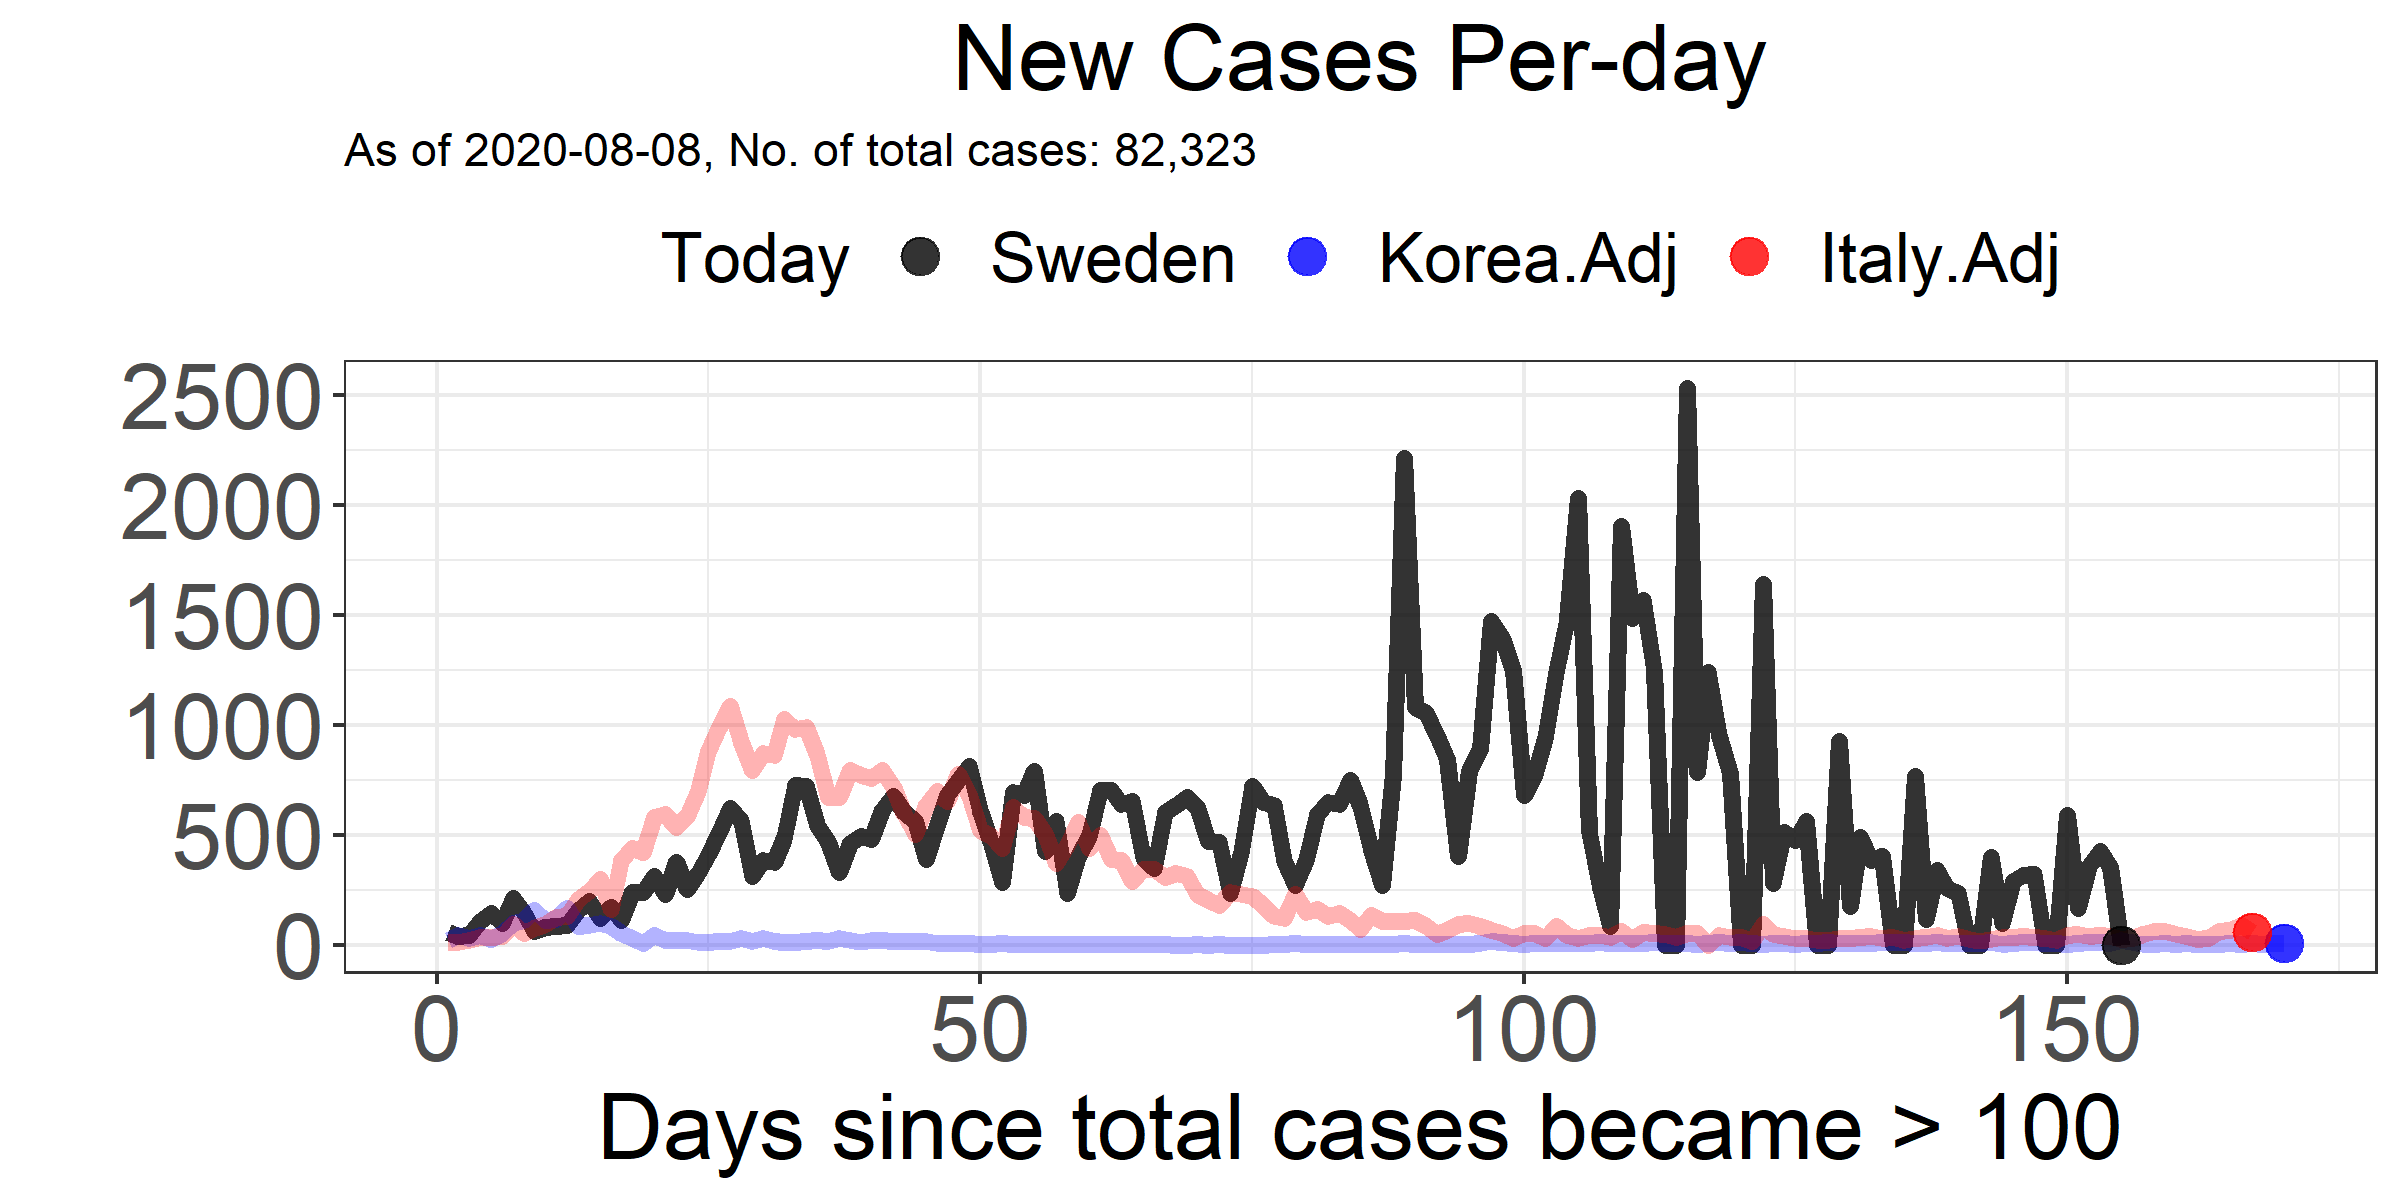 New Cases Per-day
As of 2020-08-08, No. of total cases: 82,323
Today Sweden Korea.Adj Italy.Adj
2500
2000
1500
1000
500
0
0 50 100 150
Days since total cases became > 100